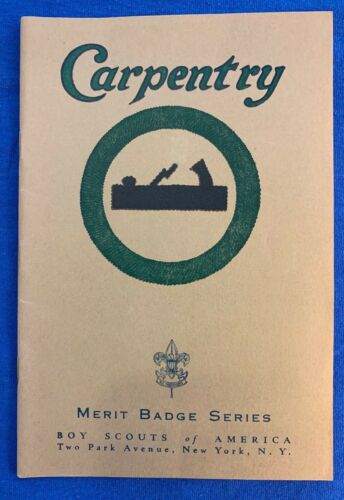 Carpentry
MERIT BADGE SERIES
BOY SCOUTS of AMERICA
Two Park Avenue, New York, N. Y.